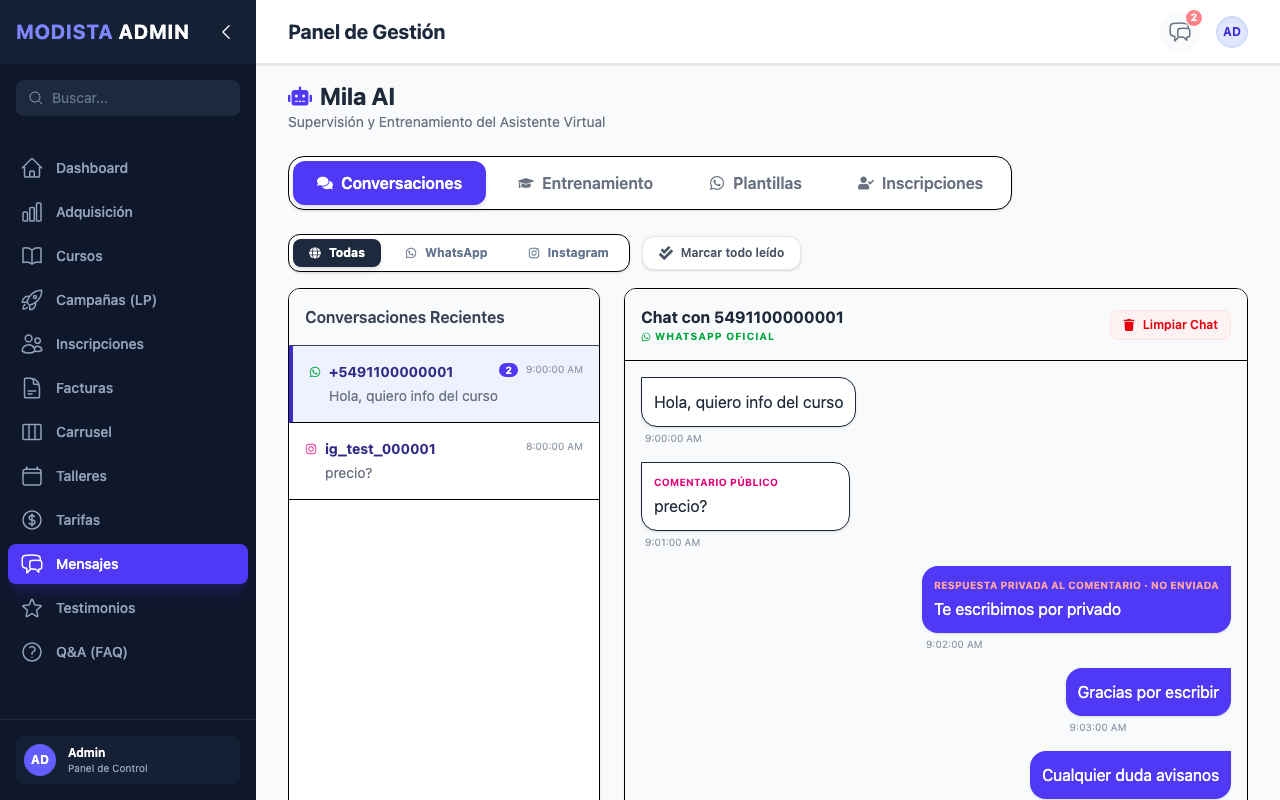 MODISTA ADMIN
Buscar...
Dashboard
Adquisición
Cursos
Campañas (LP)
Inscripciones
Facturas
Carrusel
Talleres
Tarifas
Mensajes
Testimonios
Q&A (FAQ)
AD
Admin
Panel de Control
Panel de Gestión
2
AD
Mila AI
Supervisión y Entrenamiento del Asistente Virtual
Conversaciones
Entrenamiento
Plantillas
Inscripciones
Todas
WhatsApp
Instagram
Marcar todo leído
Conversaciones Recientes
+5491100000001
2
9:00:00 AM
Hola, quiero info del curso
ig_test_000001
8:00:00 AM
precio?
Chat con 5491100000001
WHATSAPP OFICIAL
Limpiar Chat
Hola, quiero info del curso
9:00:00 AM
COMENTARIO PÚBLICO
precio?
9:01:00 AM
RESPUESTA PRIVADA AL COMENTARIO · NO ENVIADA
Te escribimos por privado
9:02:00 AM
Gracias por escribir
9:03:00 AM
Cualquier duda avisanos